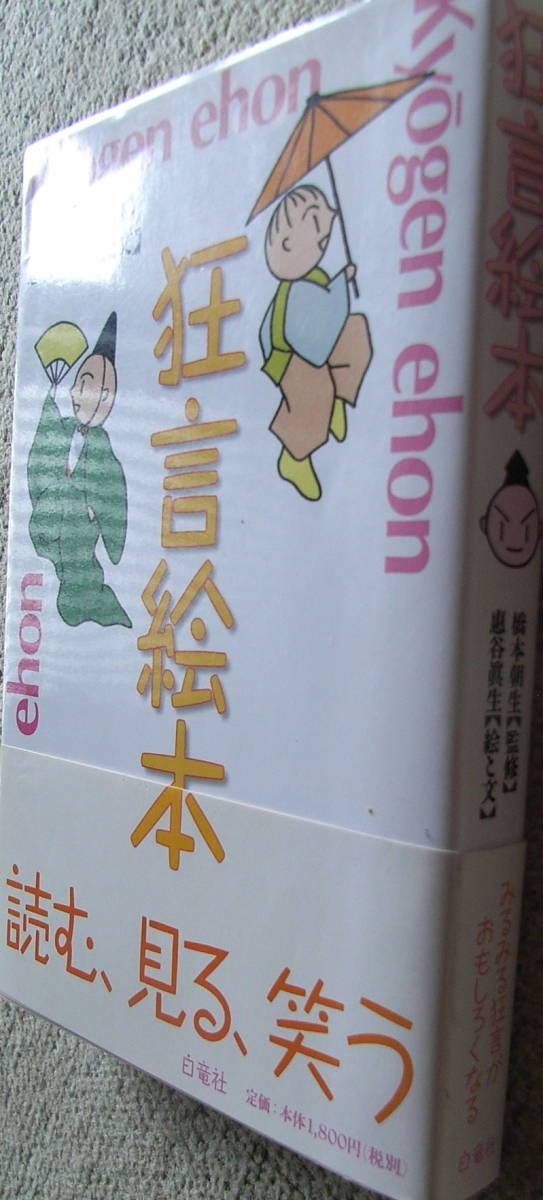 Kyōgen ehon
ogen ehon
ehon
狂言絵本
読む、見る、笑う
白竜社
定価：本体1,800円（税別）
狂言絵本
橋本朝生【監修】
惠谷眞生【絵と文】
みるみる狂言が
おもしろくなる
白竜社